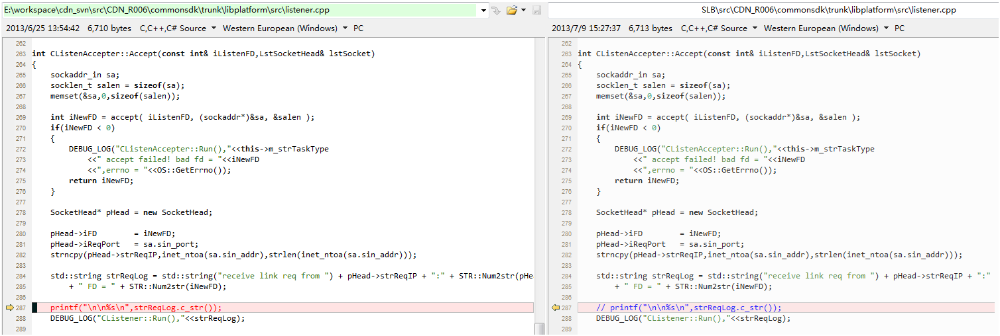 E:\workspace\cdn_svn\src\CDN_R006\commonsdk\trunk\libplatform\src\listener.cpp
2013/6/25 13:54:42 6,710 bytes C,C++,C# Source Western European (Windows) PC
262
263 int CListenAccepter::Accept(const int& iListenFD,LstSocketHead& lstSocket)
264 {
265 sockaddr_in sa;
266 socklen_t salen = sizeof(sa);
267 memset(&sa,0,sizeof(salen));
268
269 int iNewFD = accept( iListenFD, (sockaddr*)&sa, &salen );
270 if(iNewFD < 0)
271 {
272 DEBUG_LOG("CListenAccepter::Run(),"<<this->m_strTaskType
273 <<" accept failed! bad fd = "<<iNewFD
274 <<",errno = "<<OS::GetErrno());
275 return iNewFD;
276 }
277
278 SocketHead* pHead = new SocketHead;
279
280 pHead->iFD = iNewFD;
281 pHead->iReqPort = sa.sin_port;
282 strncpy(pHead->strReqIP,inet_ntoa(sa.sin_addr),strlen(inet_ntoa(sa.sin_addr)));
283
284 std::string strReqLog = std::string("receive link req from ") + pHead->strReqIP + ":" + STR::Num2str(pHe
285 + " FD = " + STR::Num2str(iNewFD);
286
287 printf("\n\n%s\n",strReqLog.c_str());
288 DEBUG_LOG("CListener::Run(),"<<strReqLog);
289
SLB\src\CDN_R006\commonsdk\trunk\libplatform\src\listener.cpp
2013/7/9 15:27:37 6,713 bytes C,C++,C# Source Western European (Windows) PC
262
263 int CListenAccepter::Accept(const int& iListenFD,LstSocketHead& lstSocket)
264 {
265 sockaddr_in sa;
266 socklen_t salen = sizeof(sa);
267 memset(&sa,0,sizeof(salen));
268
269 int iNewFD = accept( iListenFD, (sockaddr*)&sa, &salen );
270 if(iNewFD < 0)
271 {
272 DEBUG_LOG("CListenAccepter::Run(),"<<this->m_strTaskType
273 <<" accept failed! bad fd = "<<iNewFD
274 <<",errno = "<<OS::GetErrno());
275 return iNewFD;
276 }
277
278 SocketHead* pHead = new SocketHead;
279
280 pHead->iFD = iNewFD;
281 pHead->iReqPort = sa.sin_port;
282 strncpy(pHead->strReqIP,inet_ntoa(sa.sin_addr),strlen(inet_ntoa(sa.sin_addr)));
283
284 std::string strReqLog = std::string("receive link req from ") + pHead->strReqIP + ":"
285 + " FD = " + STR::Num2str(iNewFD);
286
287 // printf("\n\n%s\n",strReqLog.c_str());
288 DEBUG_LOG("CListener::Run(),"<<strReqLog);
289